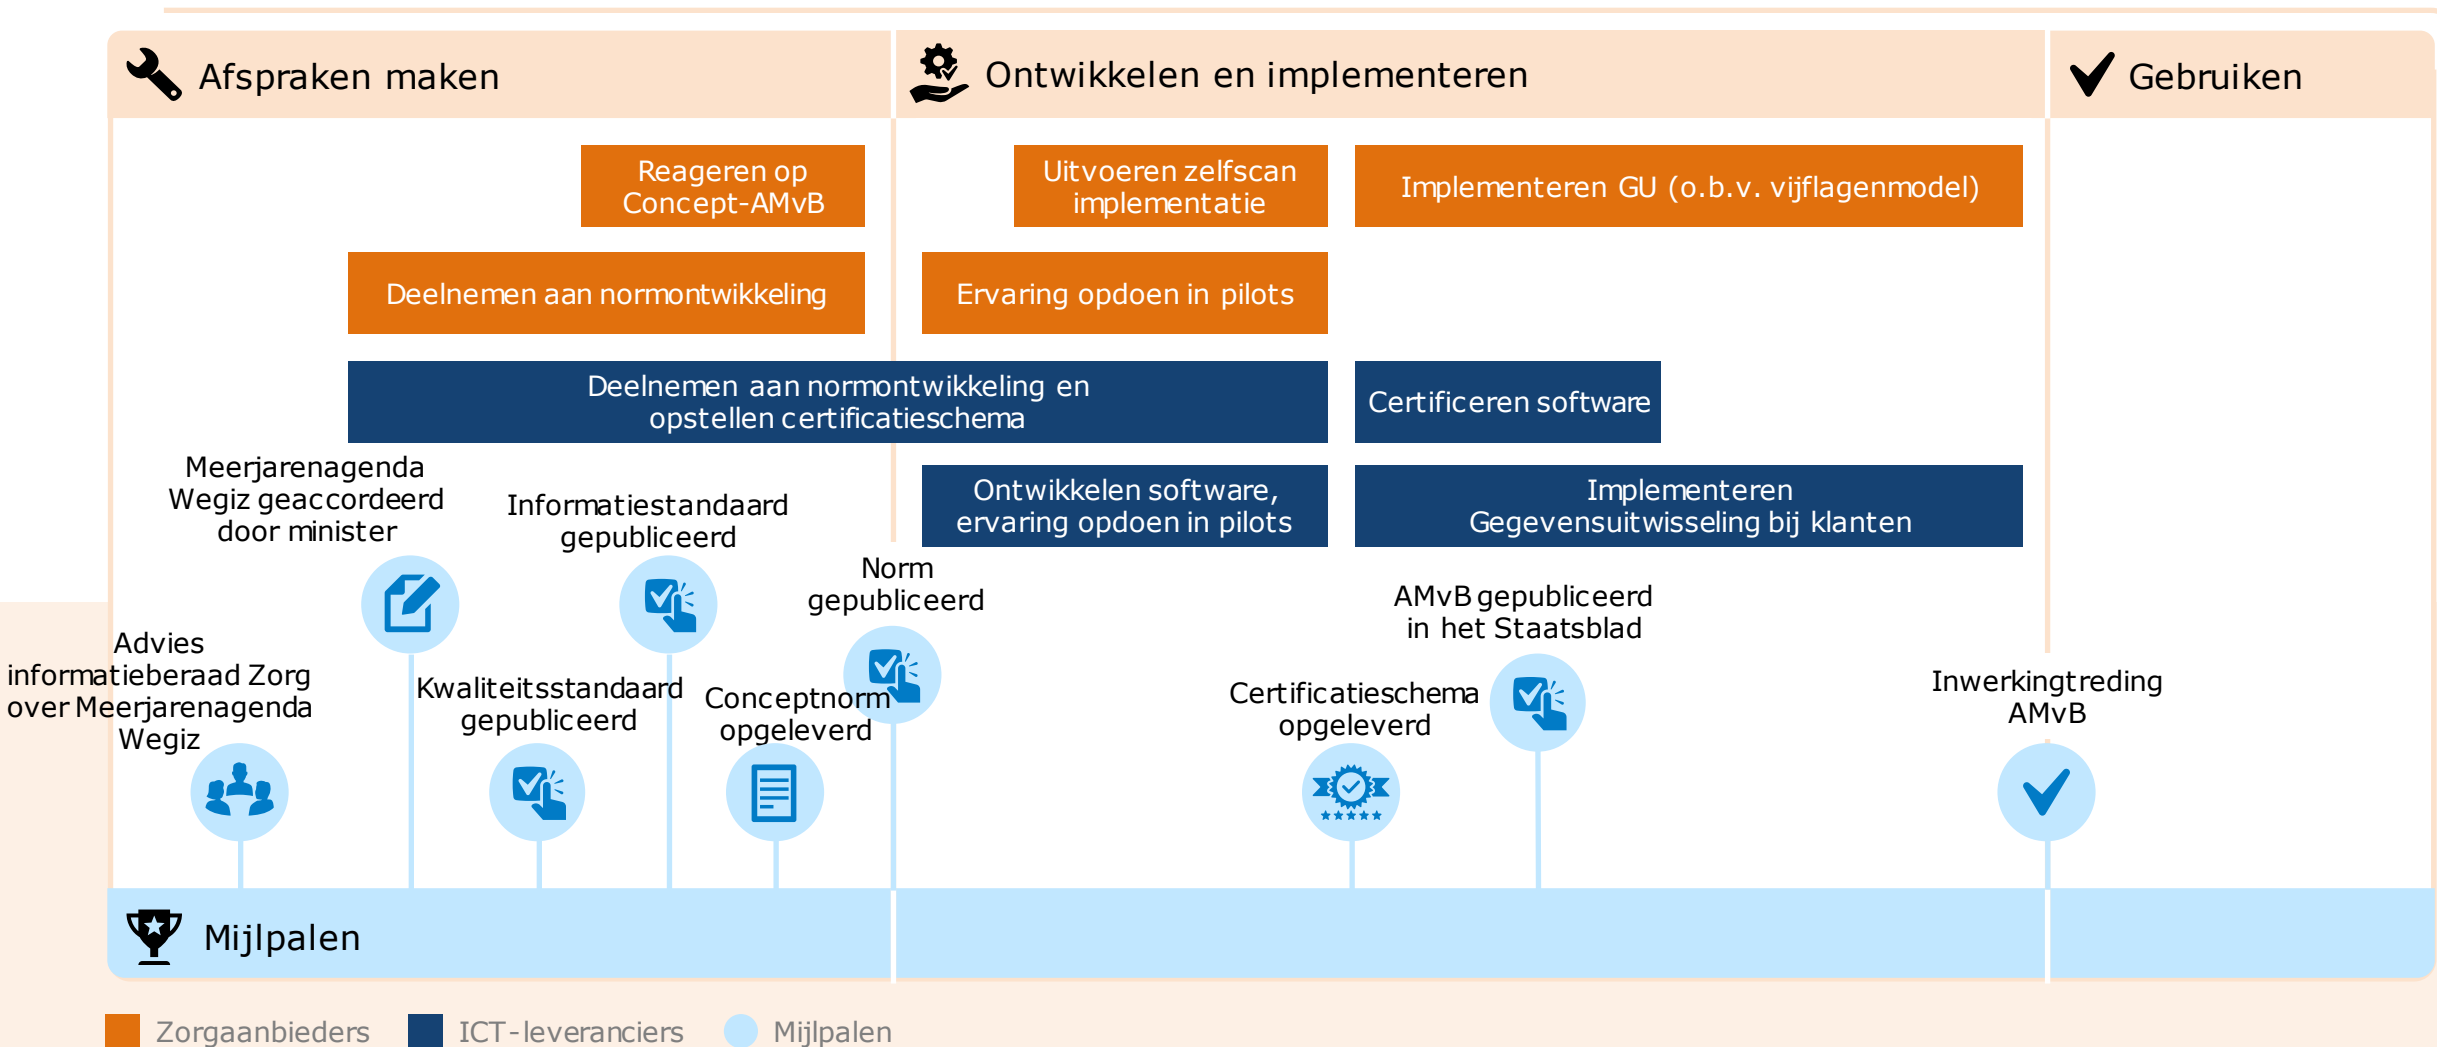 Afspraken maken
Ontwikkelen en implementeren
Gebruiken
Reageren op
Concept-AMvB
Uitvoeren zelfscan
implementatie
Implementeren GU (o.b.v. vijflagenmodel)
Deelnemen aan normontwikkeling
Ervaring opdoen in pilots
Deelnemen aan normontwikkeling en
opstellen certificatieschema
Certificeren software
Ontwikkelen software,
ervaring opdoen in pilots
Implementeren
Gegevensuitwisseling bij klanten
Meerjarenagenda
Wegiz geaccordeerd
door minister
Informatiestandaard
gepubliceerd
Norm
gepubliceerd
AMvB gepubliceerd
in het Staatsblad
Advies
informatieberaad Zorg
over Meerjarenagenda
Wegiz
Kwaliteitsstandaard
gepubliceerd
Conceptnorm
opgeleverd
Certificatieschema
opgeleverd
Inwerkingtreding
AMvB
Mijlpalen
Zorgaanbieders
ICT-leveranciers
Mijlpalen